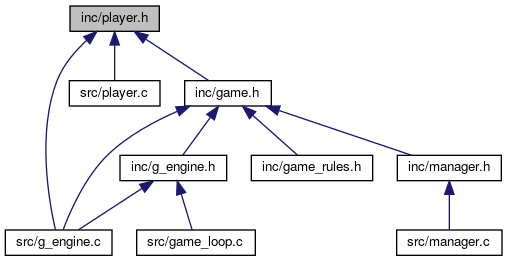 inc/player.h
src/player.c
inc/game.h
inc/g_engine.h
inc/game_rules.h
inc/manager.h
src/g_engine.c
src/game_loop.c
src/manager.c